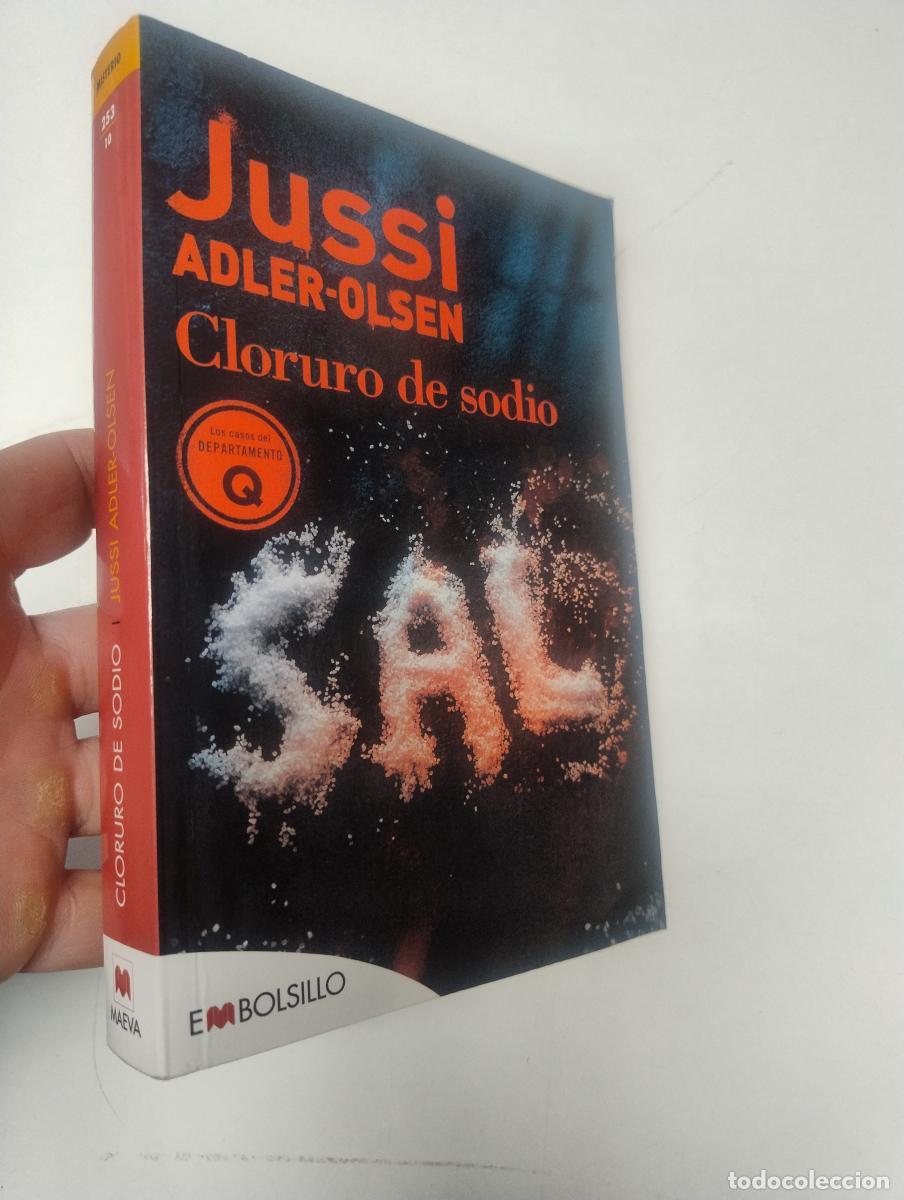 Jussi
ADLER-OLSEN
Cloruro de sodio
Los casos del
DEPARTAMENTO
Q
SAL
EMBOLSILLO
MISTERIO
253
10
CLORURO DE SODIO | JUSSI ADLER-OLSEN
MAEVA
todocoleccion